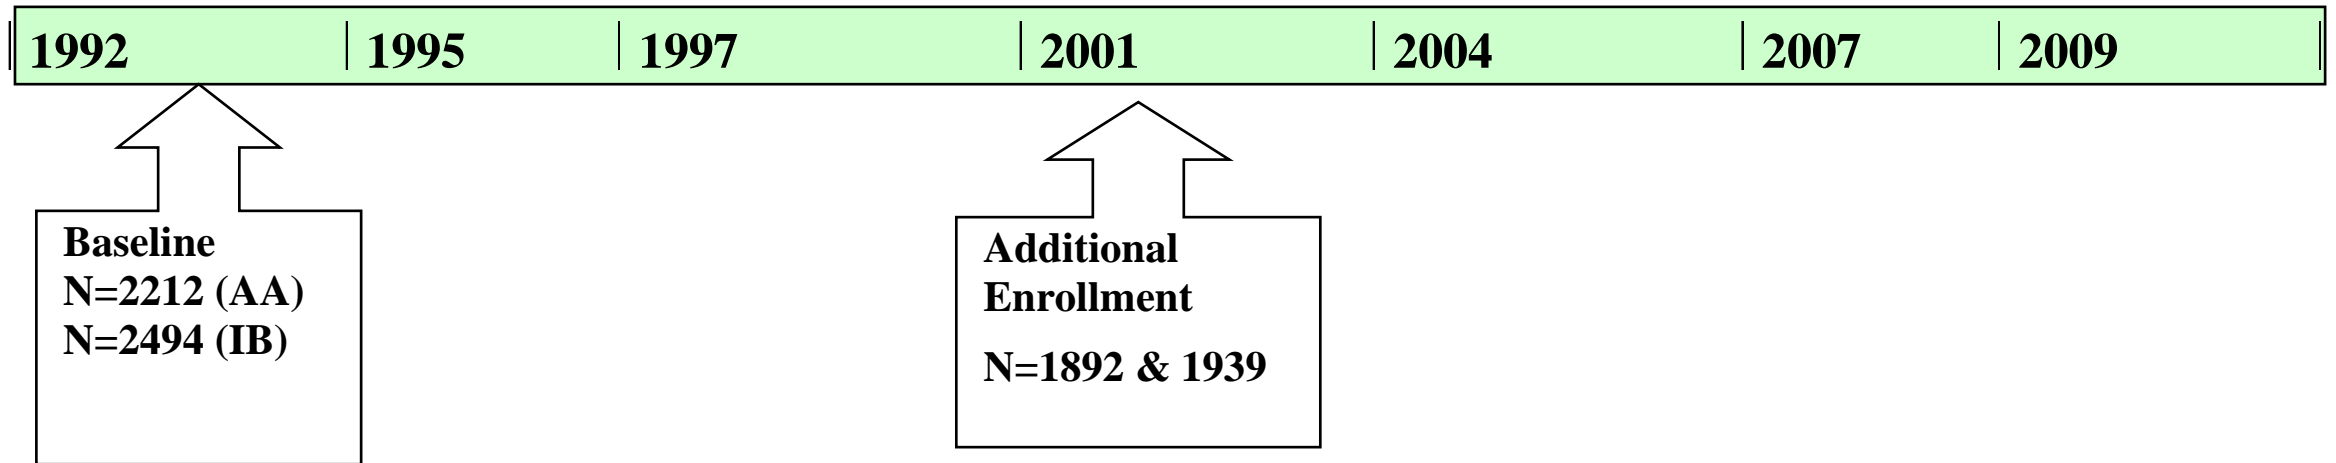 1992 1995 1997 2001 2004 2007 2009
Baseline
N=2212 (AA)
N=2494 (IB)
Additional
Enrollment
N=1892 & 1939